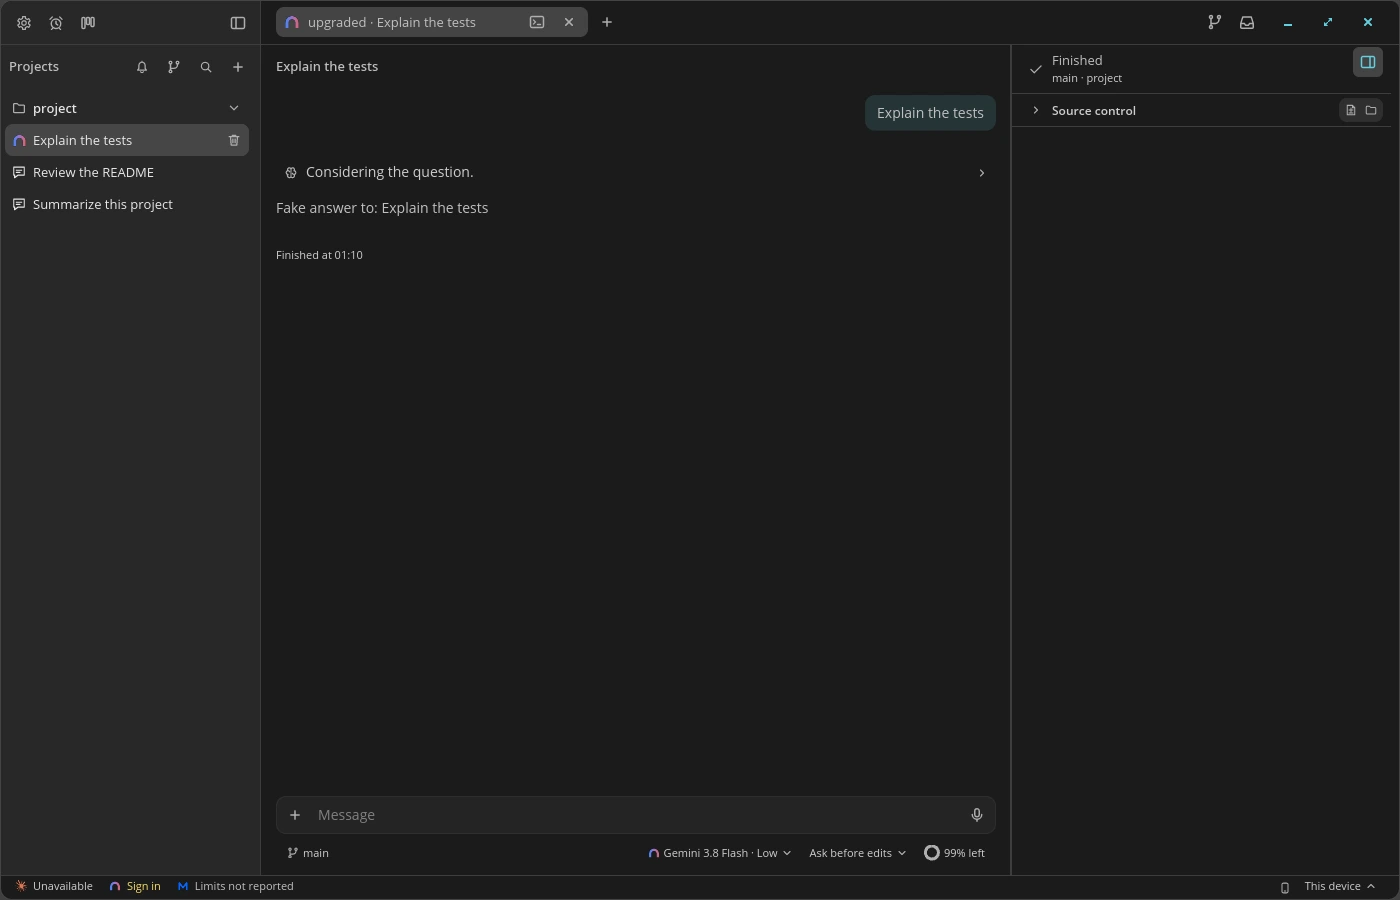 upgraded · Explain the tests
Projects
project
Explain the tests
Review the README
Summarize this project
Explain the tests
Explain the tests
Considering the question.
Fake answer to: Explain the tests
Finished at 01:10
Message
main
Gemini 3.8 Flash · Low
Ask before edits
99% left
Finished
main · project
Source control
Unavailable
Sign in
Limits not reported
This device